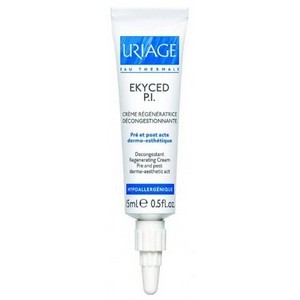 URIAGE
EAU THERMALE
EKYCED
P.I.
CRÈME RÉGÉNÉRATRICE
DÉCONGESTIONNANTE
Pré et post acte
dermo-esthétique
Decongestant
Regenerating Cream
Pre and post
dermo-aesthetic act
HYPOALLERGÉNIQUE
15ml ℮ 0.5fl.oz.